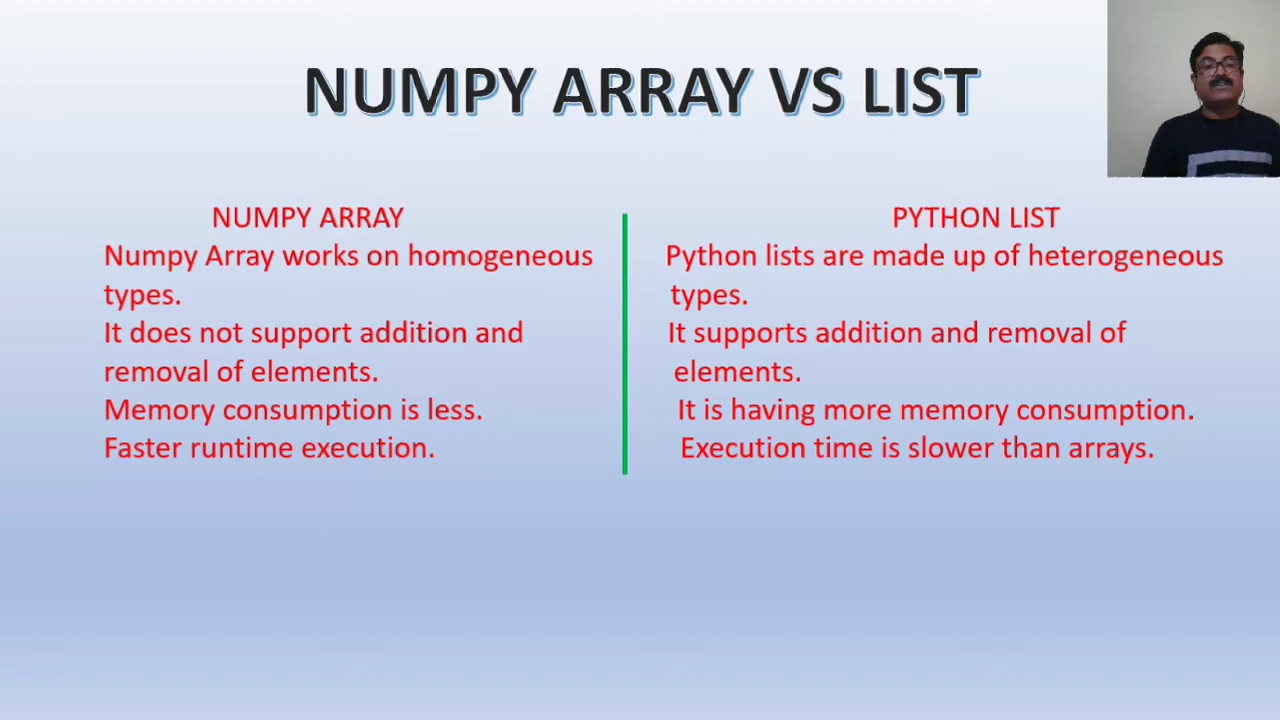 NUMPY ARRAY VS LIST
NUMPY ARRAY
Numpy Array works on homogeneous
types.
It does not support addition and
removal of elements.
Memory consumption is less.
Faster runtime execution.
PYTHON LIST
Python lists are made up of heterogeneous
types.
It supports addition and removal of
elements.
It is having more memory consumption.
Execution time is slower than arrays.